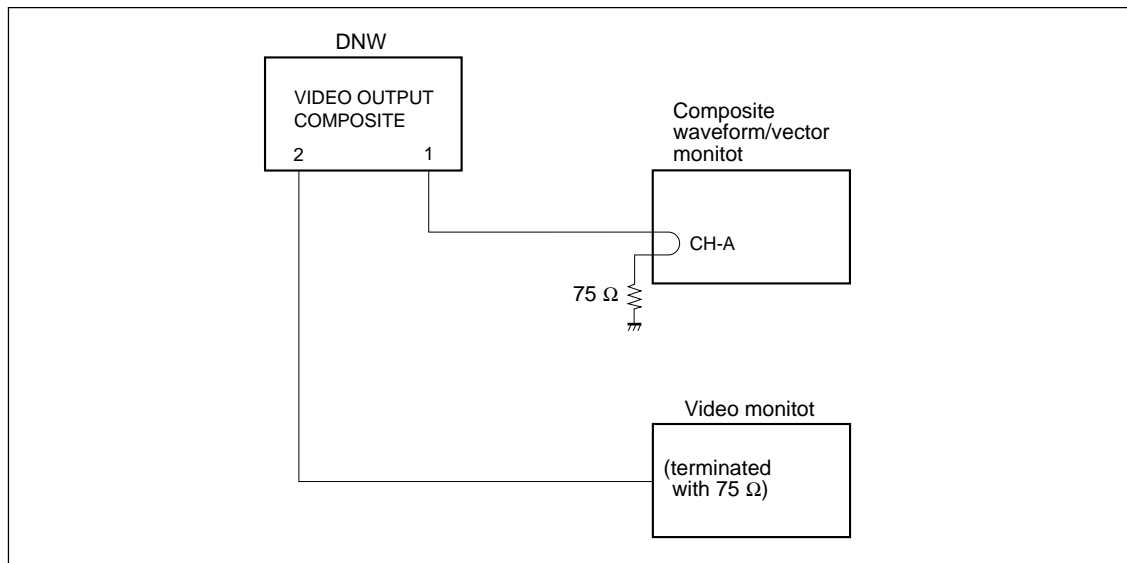 DNW
VIDEO OUTPUT
COMPOSITE
2 1
Composite
waveform/vector
monitot
CH-A
75 Ω
Video monitot
(terminated
with 75 Ω)